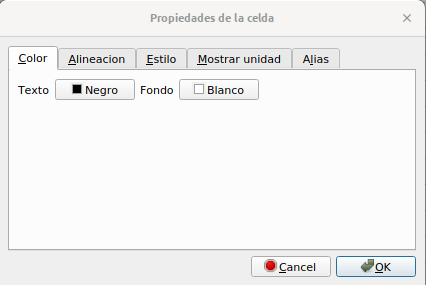 Propiedades de la celda
Color Alineacion Estilo Mostrar unidad Alias
Texto Negro Fondo Blanco
Cancel OK